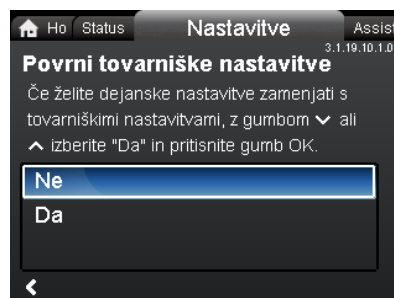 Ho Status Nastavitve Assist
3.1.19.10.1.0
Povrni tovarniške nastavitve
Če želite dejanske nastavitve zamenjati s
tovarniškimi nastavitvami, z gumbom ali
izberite "Da" in pritisnite gumb OK.
Ne
Da